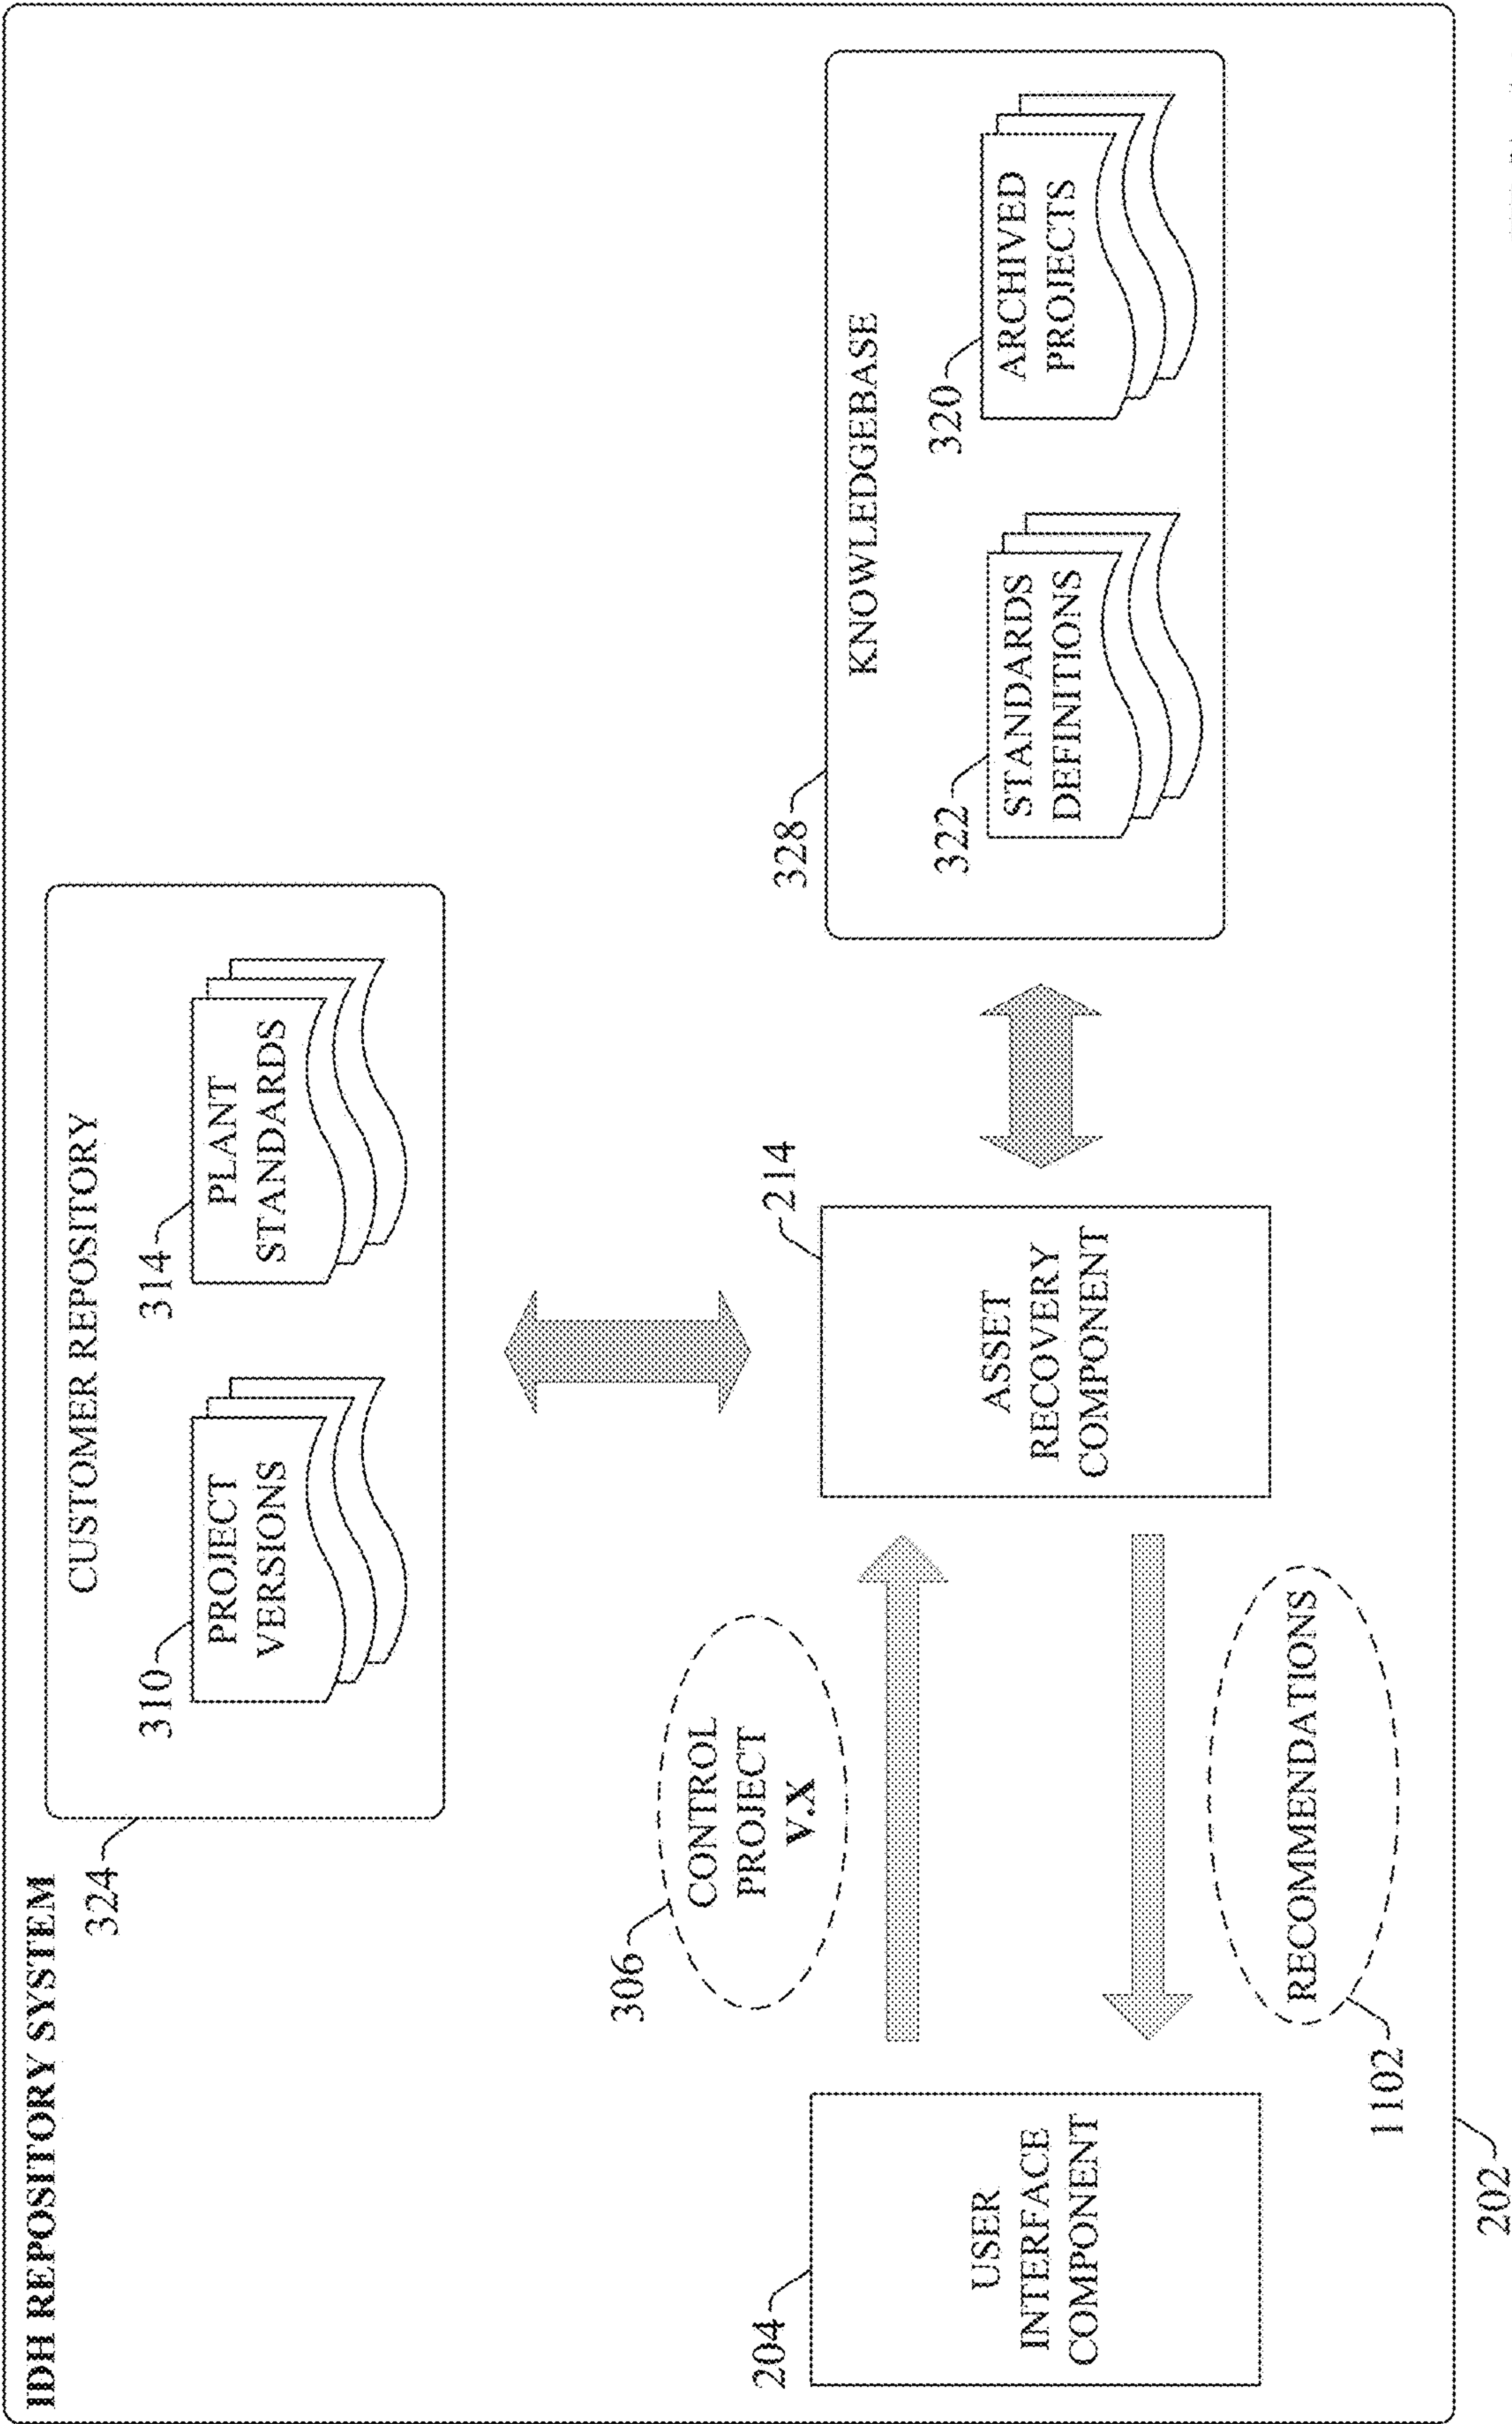 IDH REPOSITORY SYSTEM
324
CUSTOMER REPOSITORY
310
PROJECT
VERSIONS
314
PLANT
STANDARDS
306
CONTROL
PROJECT
V.X
204
USER
INTERFACE
COMPONENT
214
ASSET
RECOVERY
COMPONENT
328
KNOWLEDGEBASE
322
STANDARDS
DEFINITIONS
320
ARCHIVED
PROJECTS
RECOMMENDATIONS
1102
202